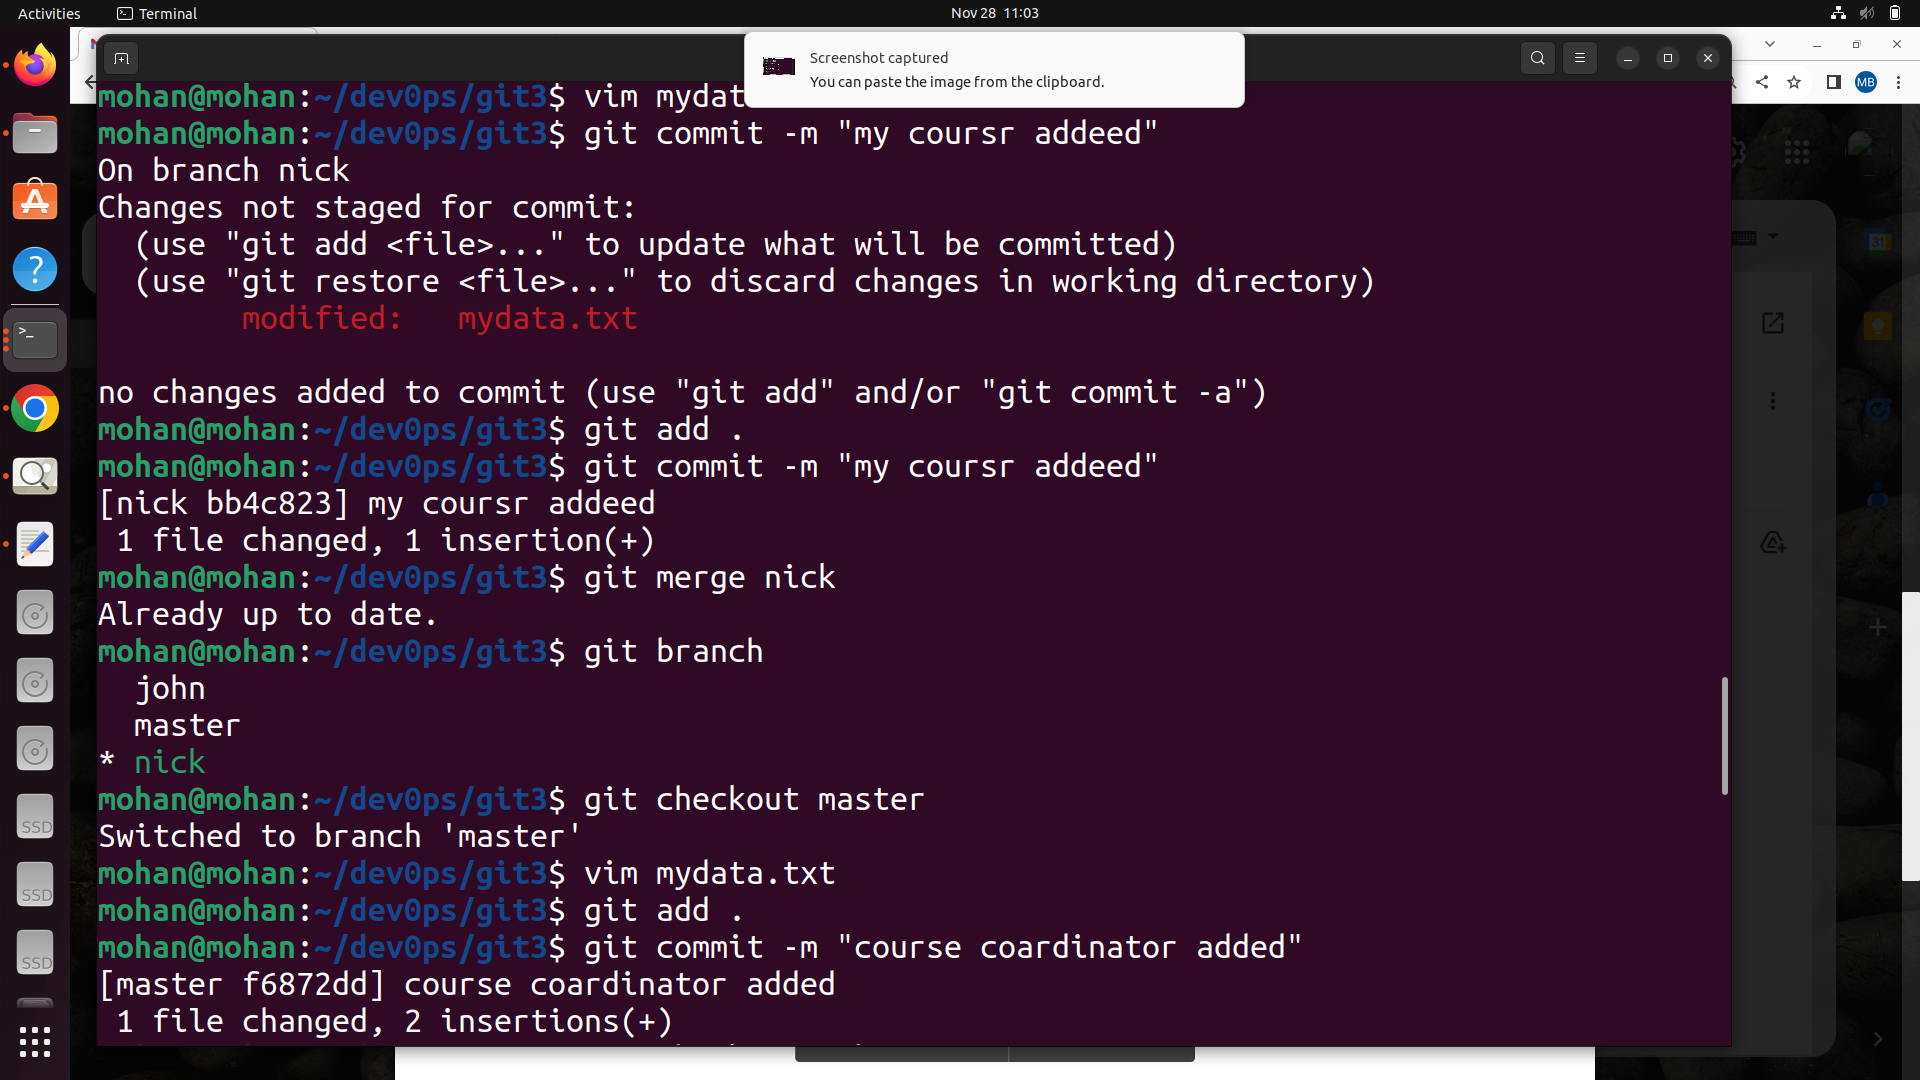 Activities
Terminal
Nov 28 11:03
Screenshot captured
You can paste the image from the clipboard.
MB
mohan@mohan:~/dev0ps/git3$ vim mydat
mohan@mohan:~/dev0ps/git3$ git commit -m "my coursr addeed"
On branch nick
Changes not staged for commit:
(use "git add <file>..." to update what will be committed)
(use "git restore <file>..." to discard changes in working directory)
modified: mydata.txt
no changes added to commit (use "git add" and/or "git commit -a")
mohan@mohan:~/dev0ps/git3$ git add .
mohan@mohan:~/dev0ps/git3$ git commit -m "my coursr addeed"
[nick bb4c823] my coursr addeed
1 file changed, 1 insertion(+)
mohan@mohan:~/dev0ps/git3$ git merge nick
Already up to date.
mohan@mohan:~/dev0ps/git3$ git branch
john
master
* nick
mohan@mohan:~/dev0ps/git3$ git checkout master
Switched to branch 'master'
mohan@mohan:~/dev0ps/git3$ vim mydata.txt
mohan@mohan:~/dev0ps/git3$ git add .
mohan@mohan:~/dev0ps/git3$ git commit -m "course coardinator added"
[master f6872dd] course coardinator added
1 file changed, 2 insertions(+)
SSD
SSD
SSD
31